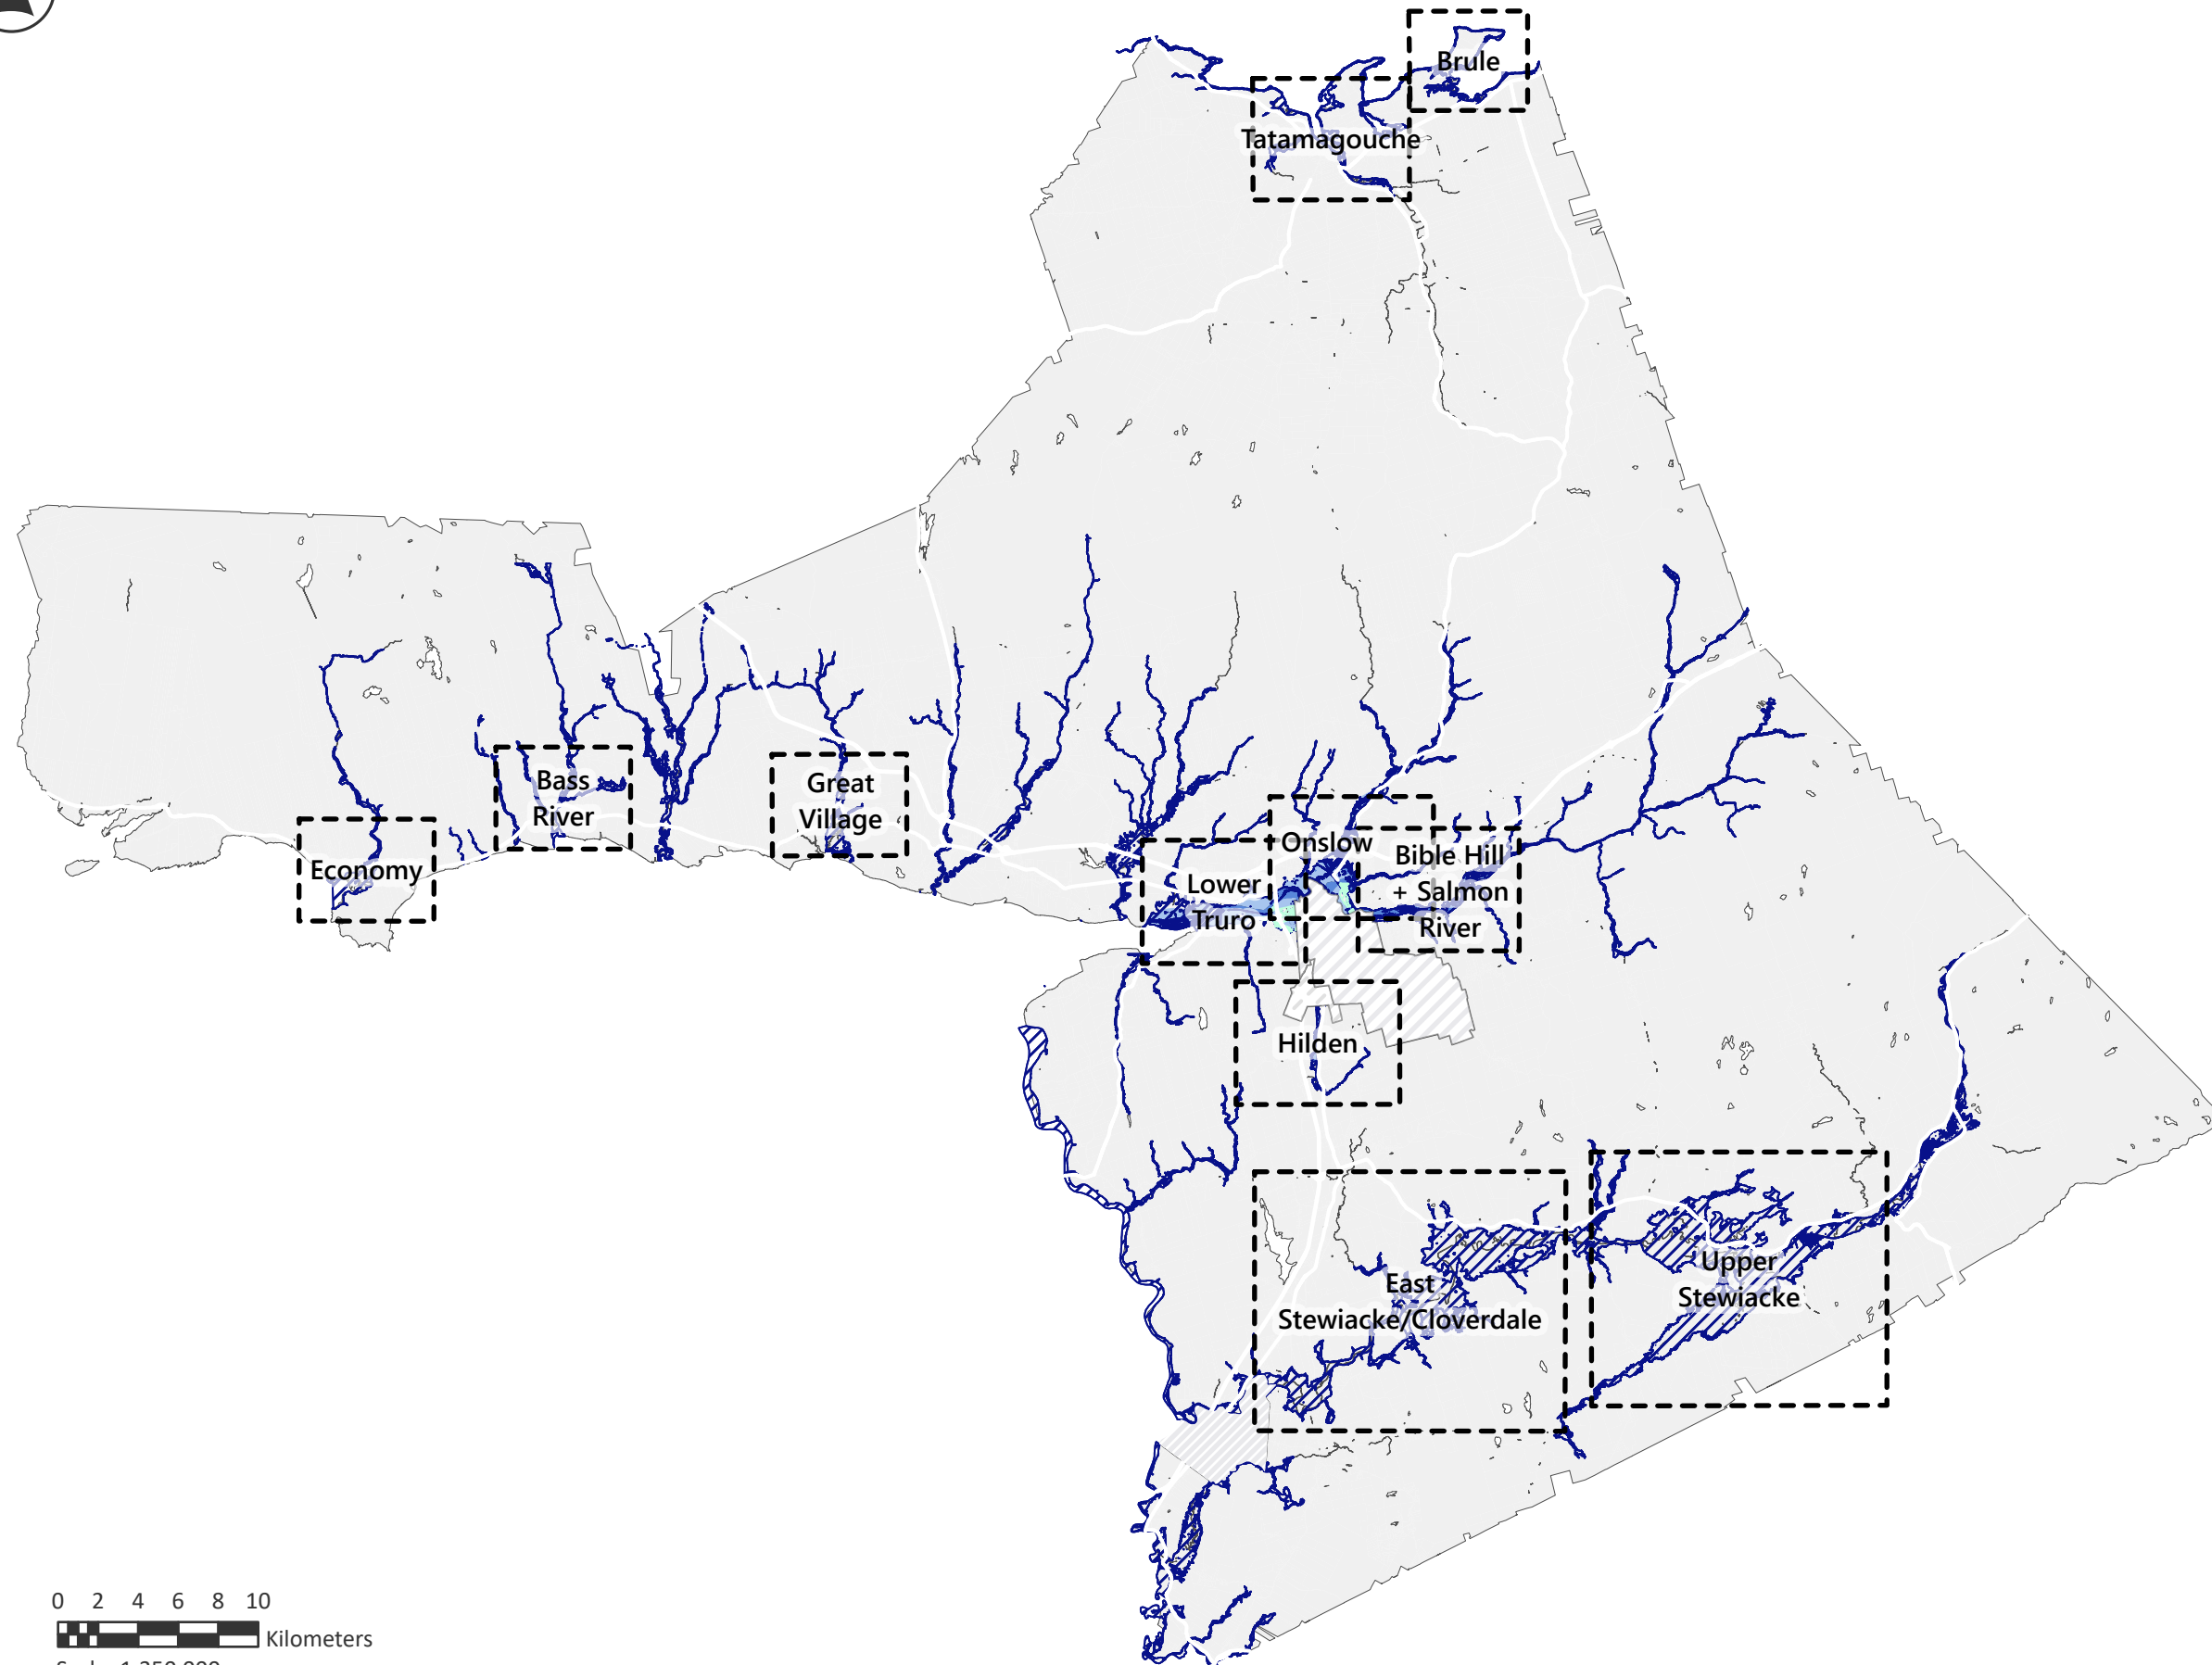 Brule
Tatamagouche
Bass
River
Great
Village
Economy
Onslow
Bible Hill
+ Salmon
River
Lower
Truro
Hilden
Upper
Stewiacke
East
Stewiacke/Cloverdale
0 2 4 6 8 10
Kilometers